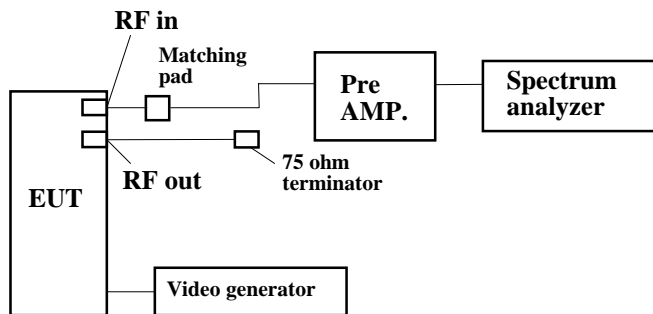 RF in
Matching
pad
Pre
AMP.
Spectrum
analyzer
RF out
75 ohm
terminator
EUT
Video generator